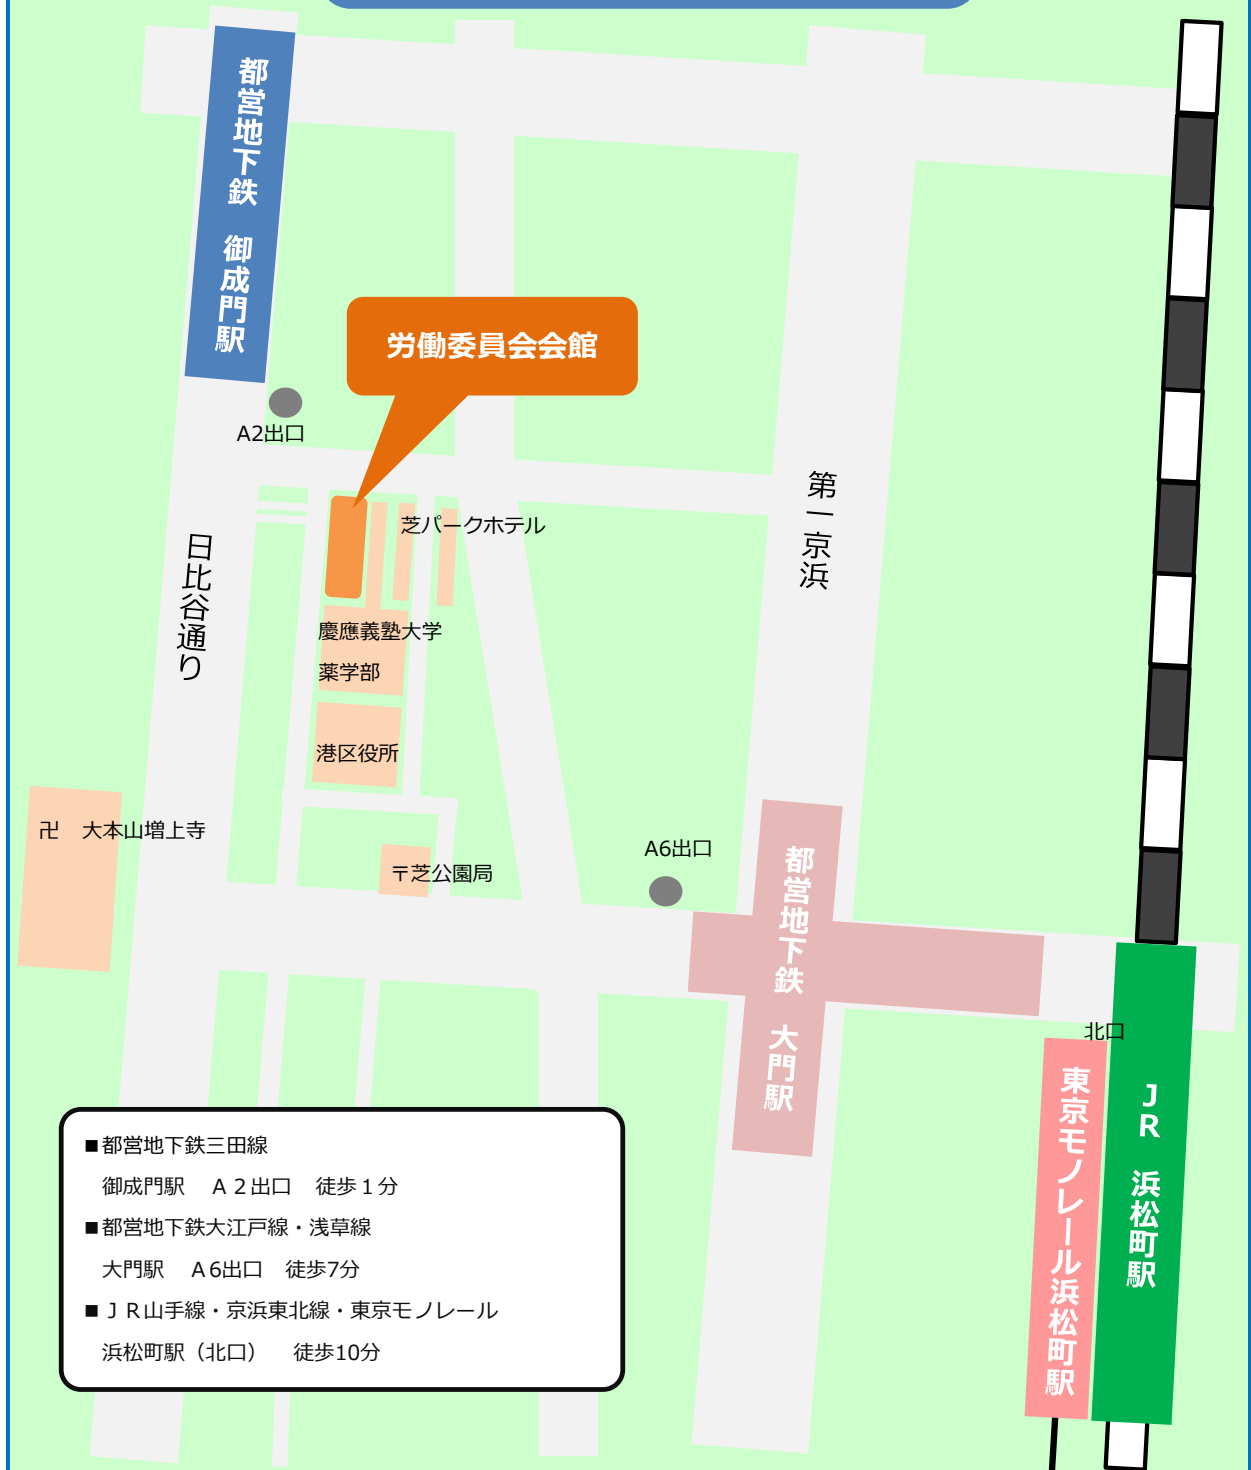 都営地下鉄　御成門駅
労働委員会会館
A2出口
第一京浜
芝パークホテル
日比谷通り
慶應義塾大学
薬学部
港区役所
卍　大本山増上寺
A6出口
〒芝公園局
都営地下鉄　大門駅
北口
東京モノレール浜松町駅
ＪＲ　浜松町駅
■都営地下鉄三田線
御成門駅　Ａ２出口　徒歩１分
■都営地下鉄大江戸線・浅草線
大門駅　Ａ6出口　徒歩7分
■ＪＲ山手線・京浜東北線・東京モノレール
浜松町駅（北口）　徒歩10分